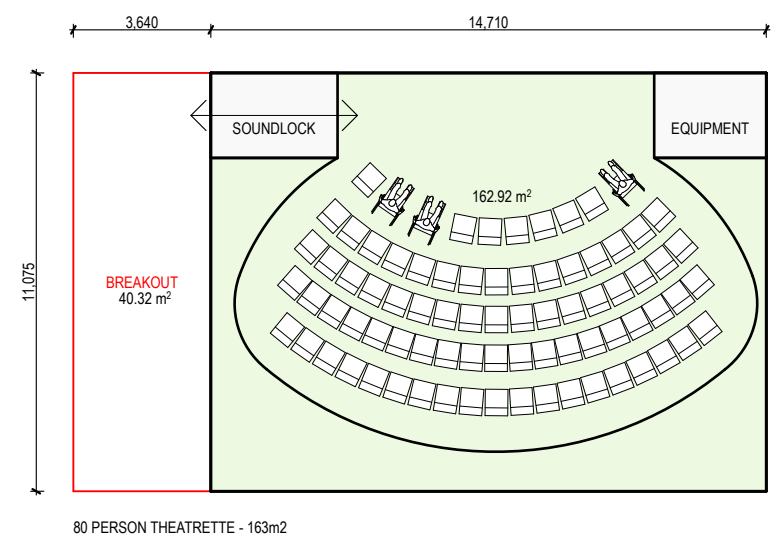 3,640
14,710
SOUNDLOCK
EQUIPMENT
162.92 m²
11,075
BREAKOUT
40.32 m²
80 PERSON THEATRETTE - 163m2